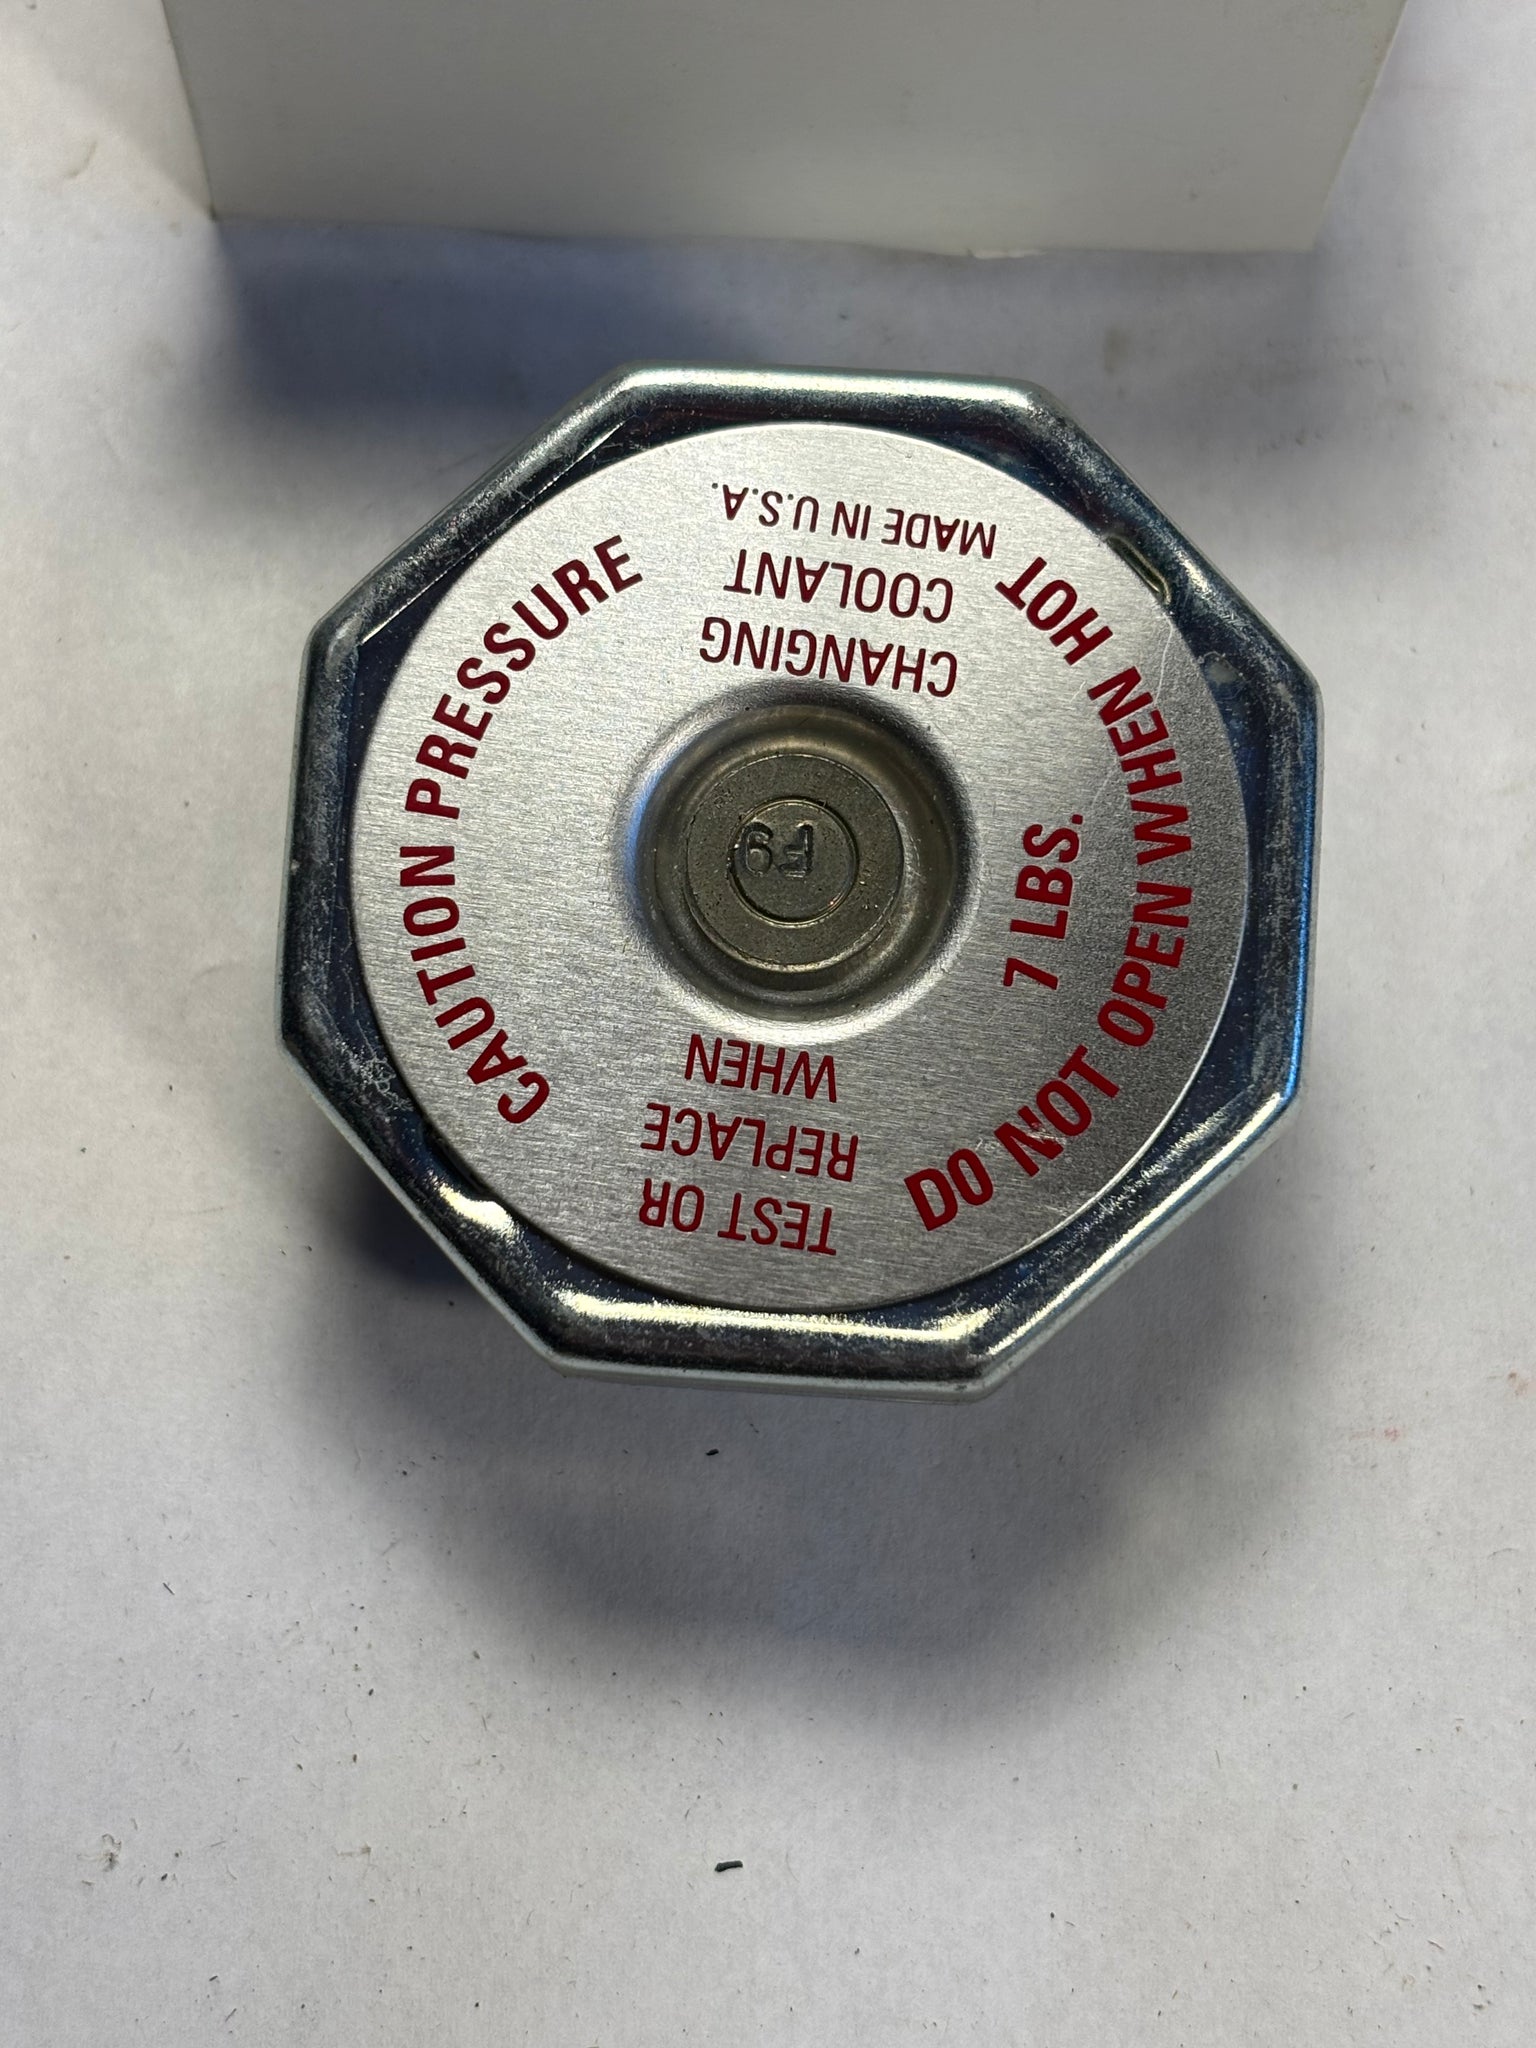 CAUTION PRESSURE
TEST OR
REPLACE
WHEN
CHANGING
COOLANT
MADE IN U.S.A.
7 LBS.
DO NOT OPEN WHEN HOT
F9